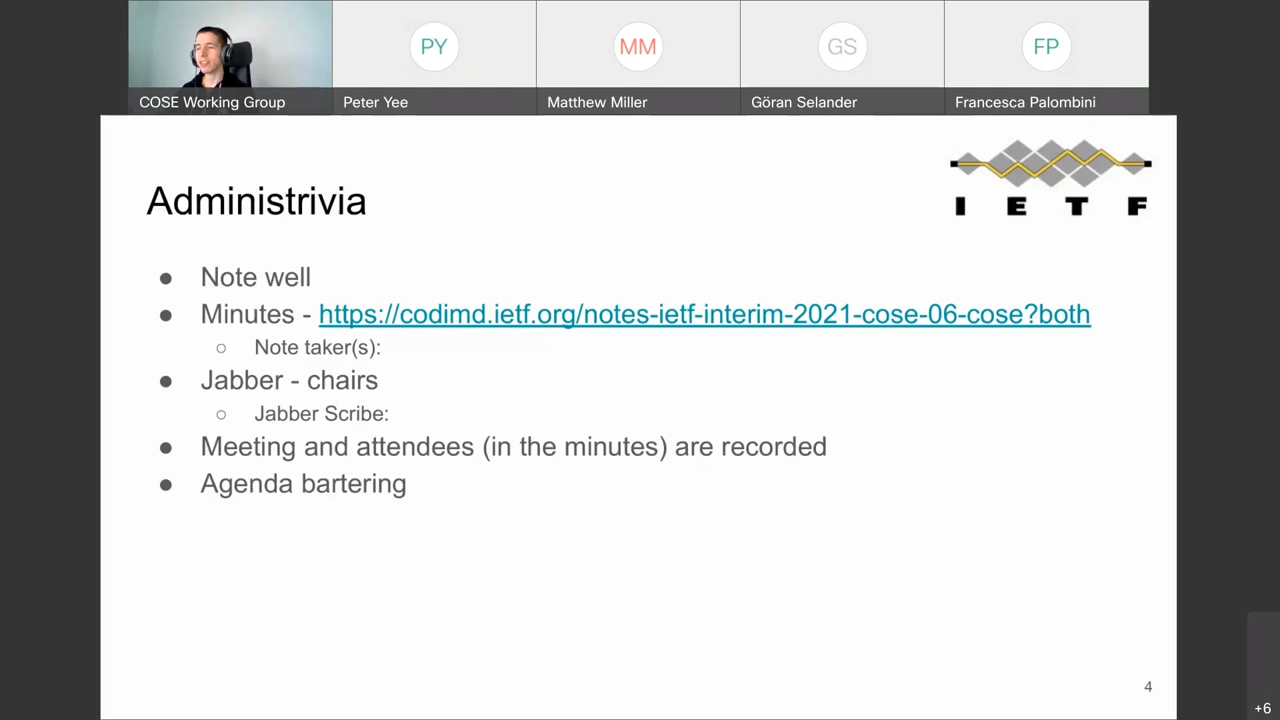 PY
MM
GS
FP
COSE Working Group
Peter Yee
Matthew Miller
Göran Selander
Francesca Palombini
I E T F
Administrivia
● Note well
● Minutes - https://codimd.ietf.org/notes-ietf-interim-2021-cose-06-cose?both
○ Note taker(s):
● Jabber - chairs
○ Jabber Scribe:
● Meeting and attendees (in the minutes) are recorded
● Agenda bartering
4
+6